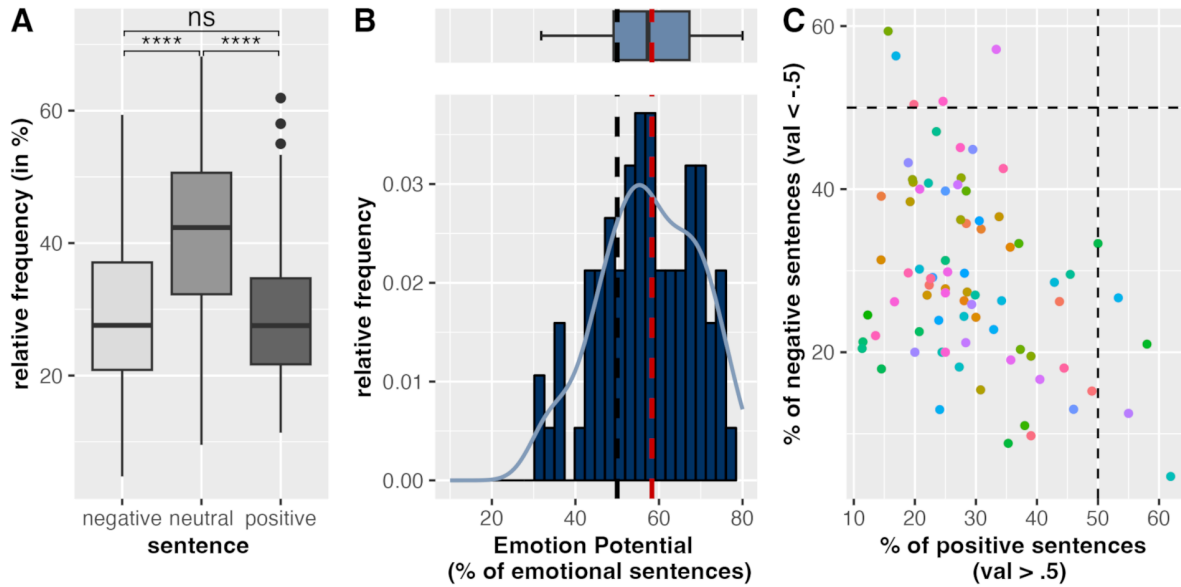 A
ns
****
****
relative frequency (in %)
60
40
20
negative
neutral
positive
sentence
B
relative frequency
0.03
0.02
0.01
0.00
20
40
60
80
Emotion Potential
(% of emotional sentences)
C
% of negative sentences (val < -.5)
60
40
20
10
20
30
40
50
60
% of positive sentences
(val > .5)